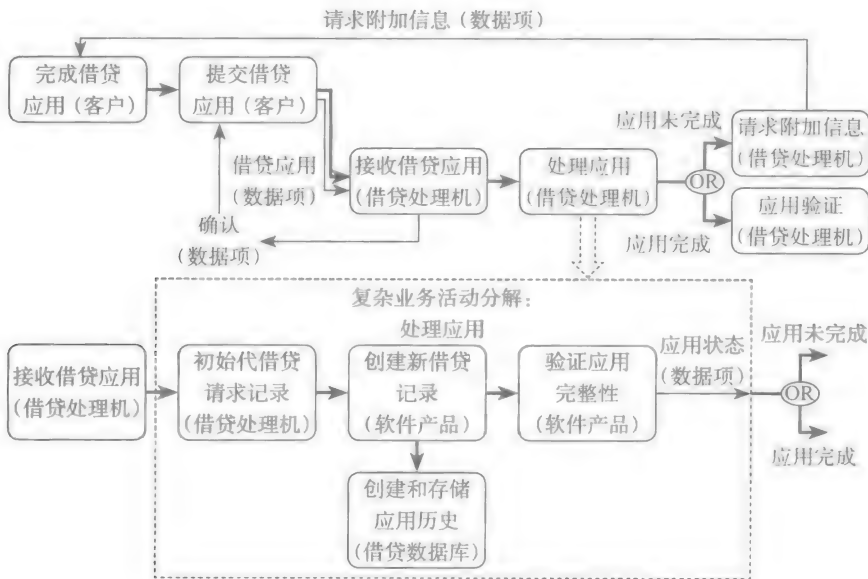 请求附加信息(数据项)
完成借贷
应用(客户)
提交借贷
应用(客户)
借贷应用
(数据项)
确认
(数据项)
接收借贷应用
(借贷处理机)
处理应用
(借贷处理机)
OR
应用未完成
应用完成
请求附加信息
(借贷处理机)
应用验证
(借贷处理机)
复杂业务活动分解:
处理应用
接收借贷应用
(借贷处理机)
初始代借贷
请求记录
(借贷处理机)
创建新借贷
记录
(软件产品)
验证应用
完整性
(软件产品)
应用状态
(数据项)
OR
应用未完成
应用完成
创建和存储
应用历史
(借贷数据库)